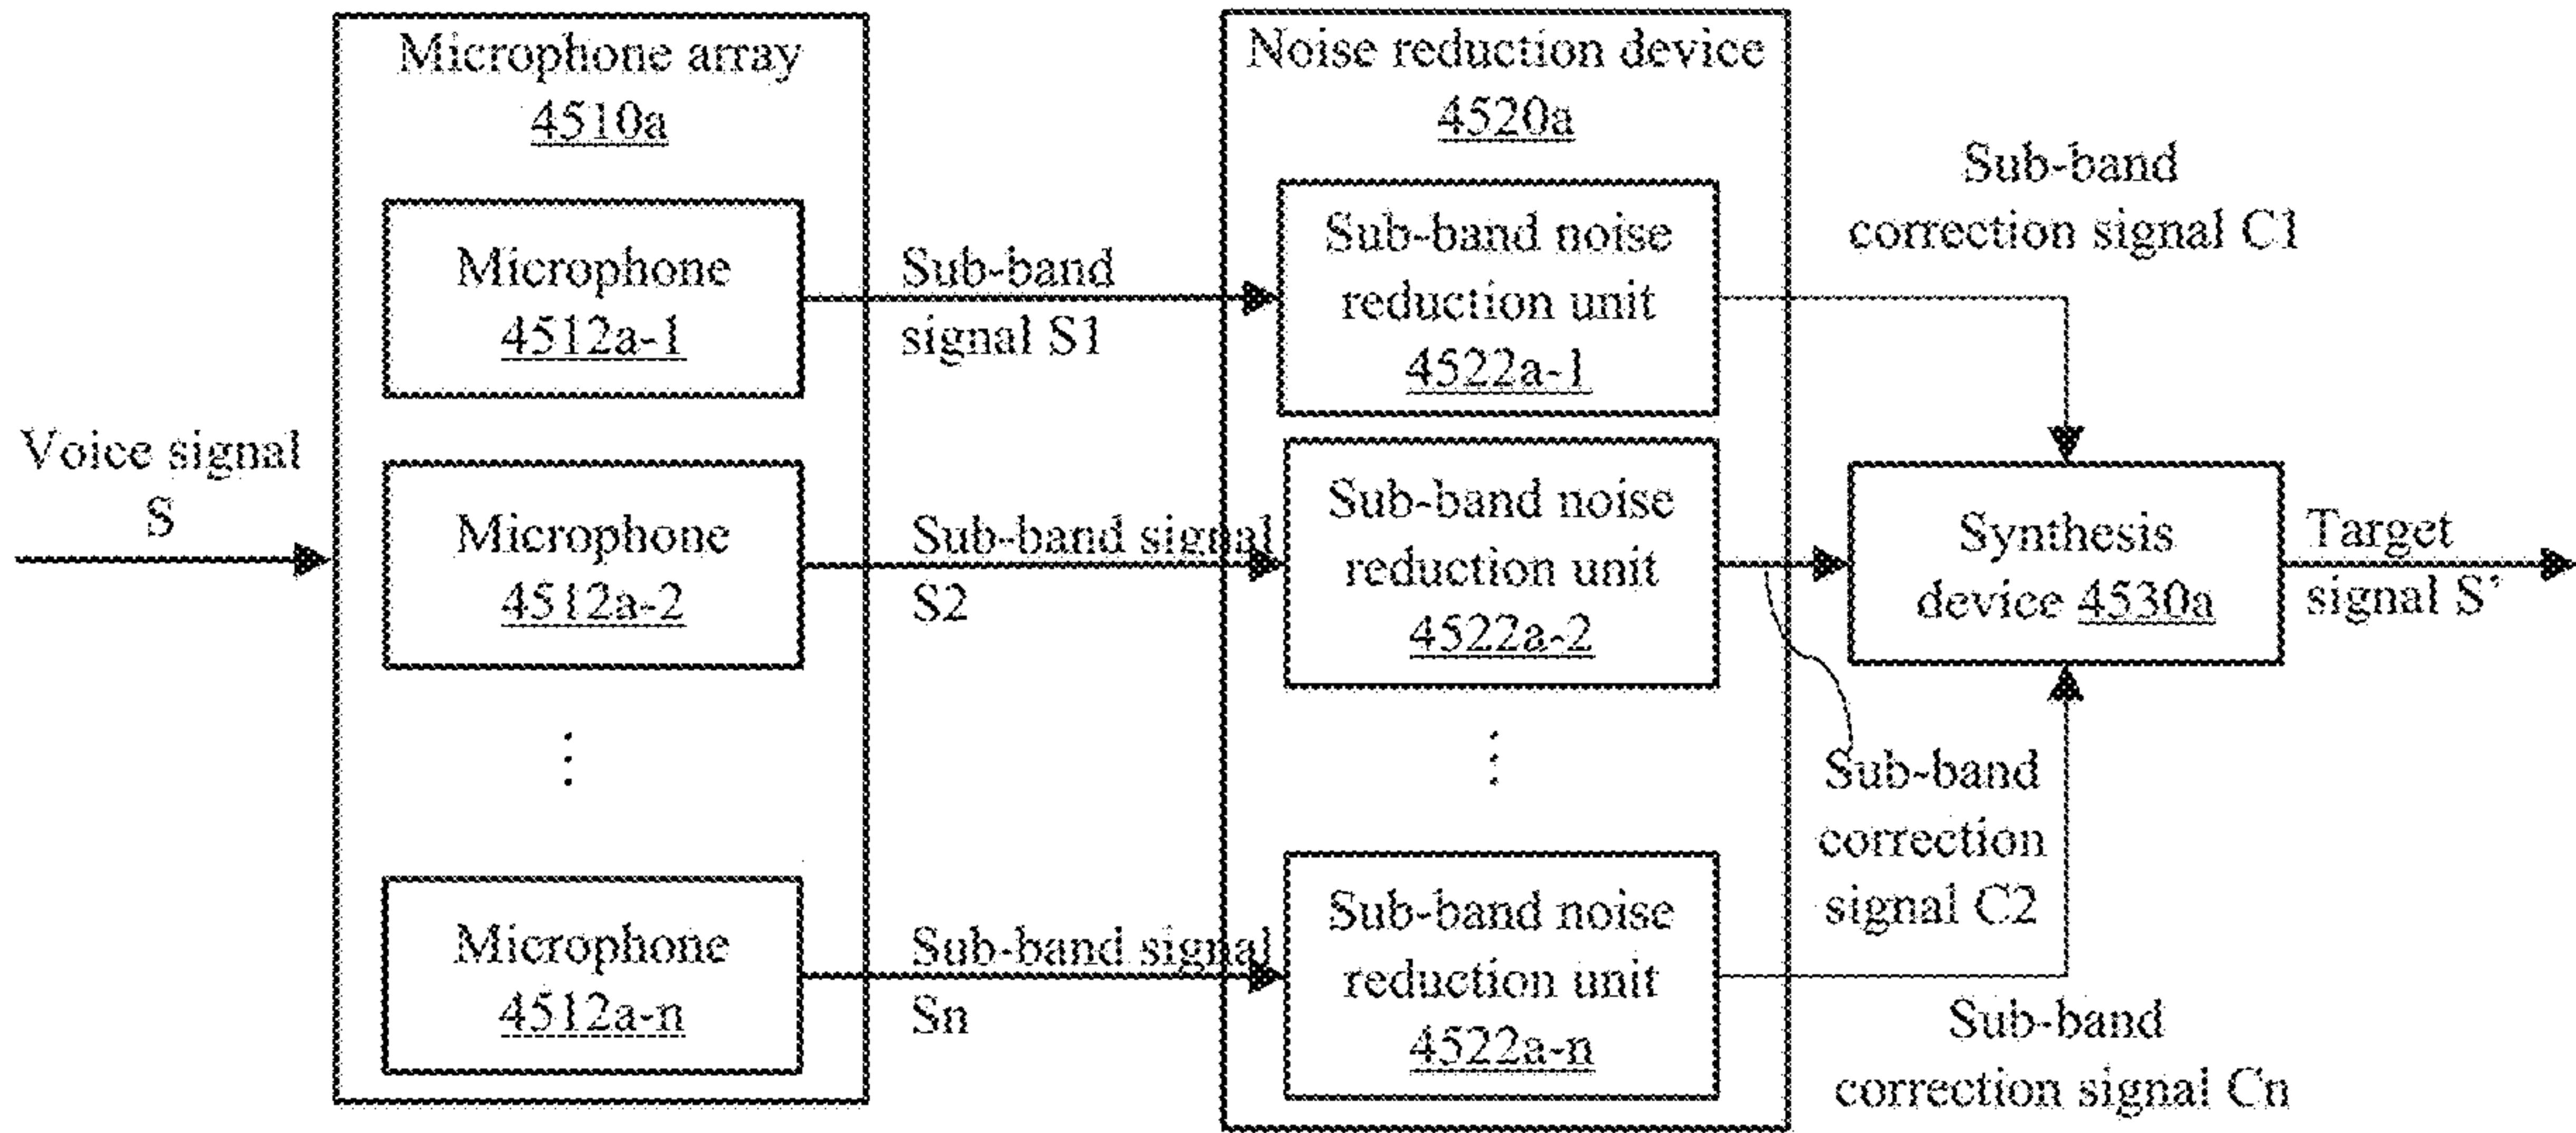 Voice signal
S
Microphone array
4510a
Microphone
4512a-1
Microphone
4512a-2
Microphone
4512a-n
Sub-band
signal S1
Sub-band signal
S2
Sub-band signal
Sn
Noise reduction device
4520a
Sub-band noise
reduction unit
4522a-1
Sub-band noise
reduction unit
4522a-2
Sub-band noise
reduction unit
4522a-n
Sub-band
correction signal C1
Synthesis
device 4530a
Sub-band
correction
signal C2
Sub-band
correction signal Cn
Target
signal S'